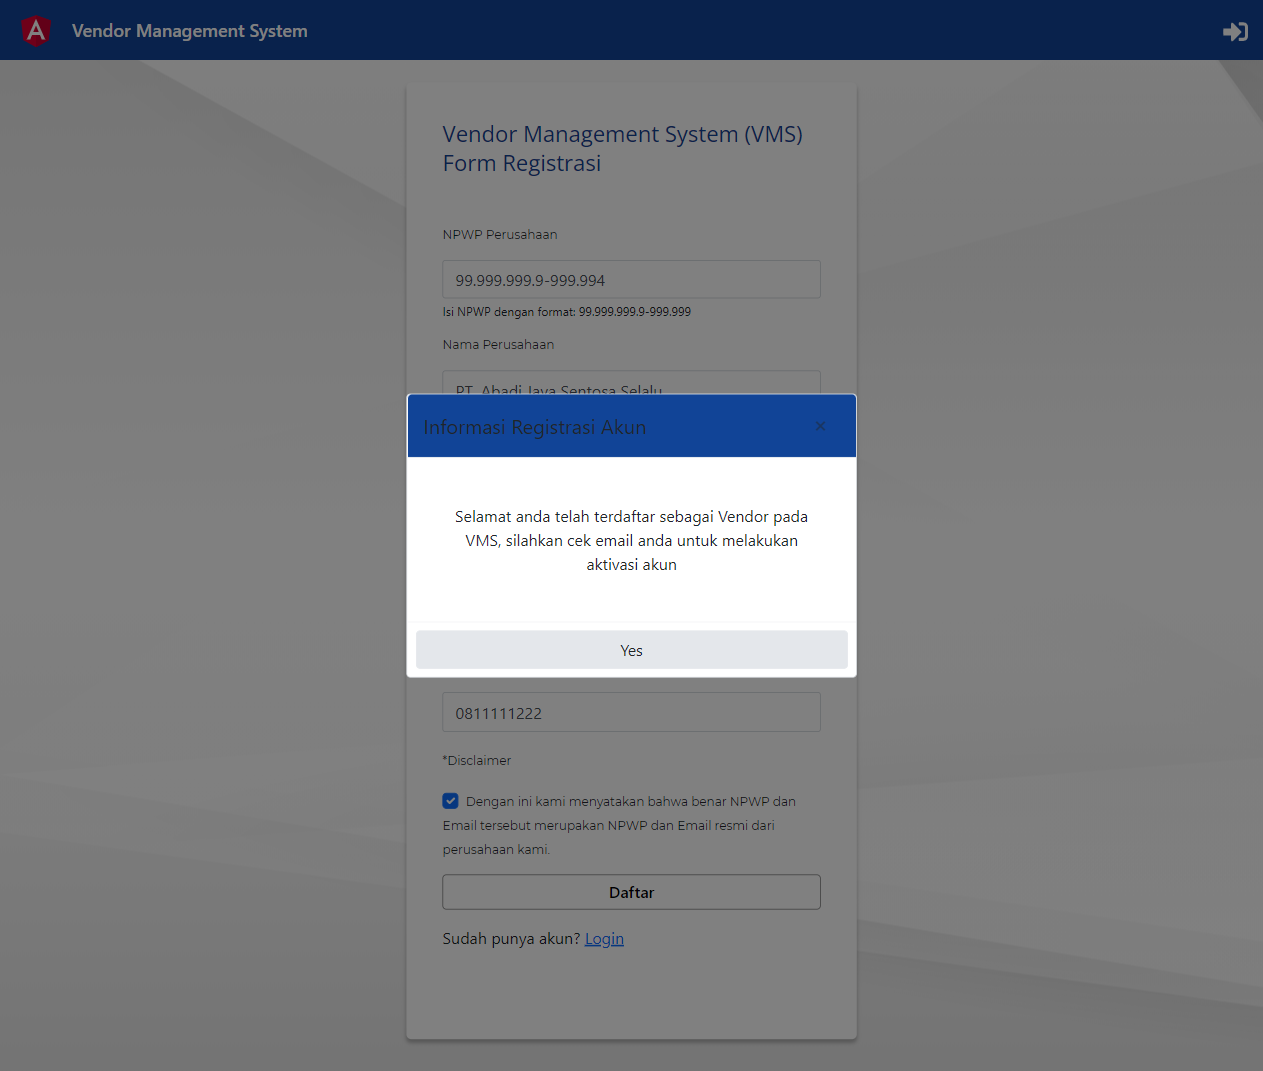 Vendor Management System
Vendor Management System (VMS)
Form Registrasi
NPWP Perusahaan
99.999.999.9-999.994
Isi NPWP dengan format: 99.999.999.9-999.999
Nama Perusahaan
PT. Abadi Jaya Sentosa Selalu
Informasi Registrasi Akun
×
Selamat anda telah terdaftar sebagai Vendor pada
VMS, silahkan cek email anda untuk melakukan
aktivasi akun
Yes
0811111222
*Disclaimer
Dengan ini kami menyatakan bahwa benar NPWP dan
Email tersebut merupakan NPWP dan Email resmi dari
perusahaan kami.
Daftar
Sudah punya akun? Login